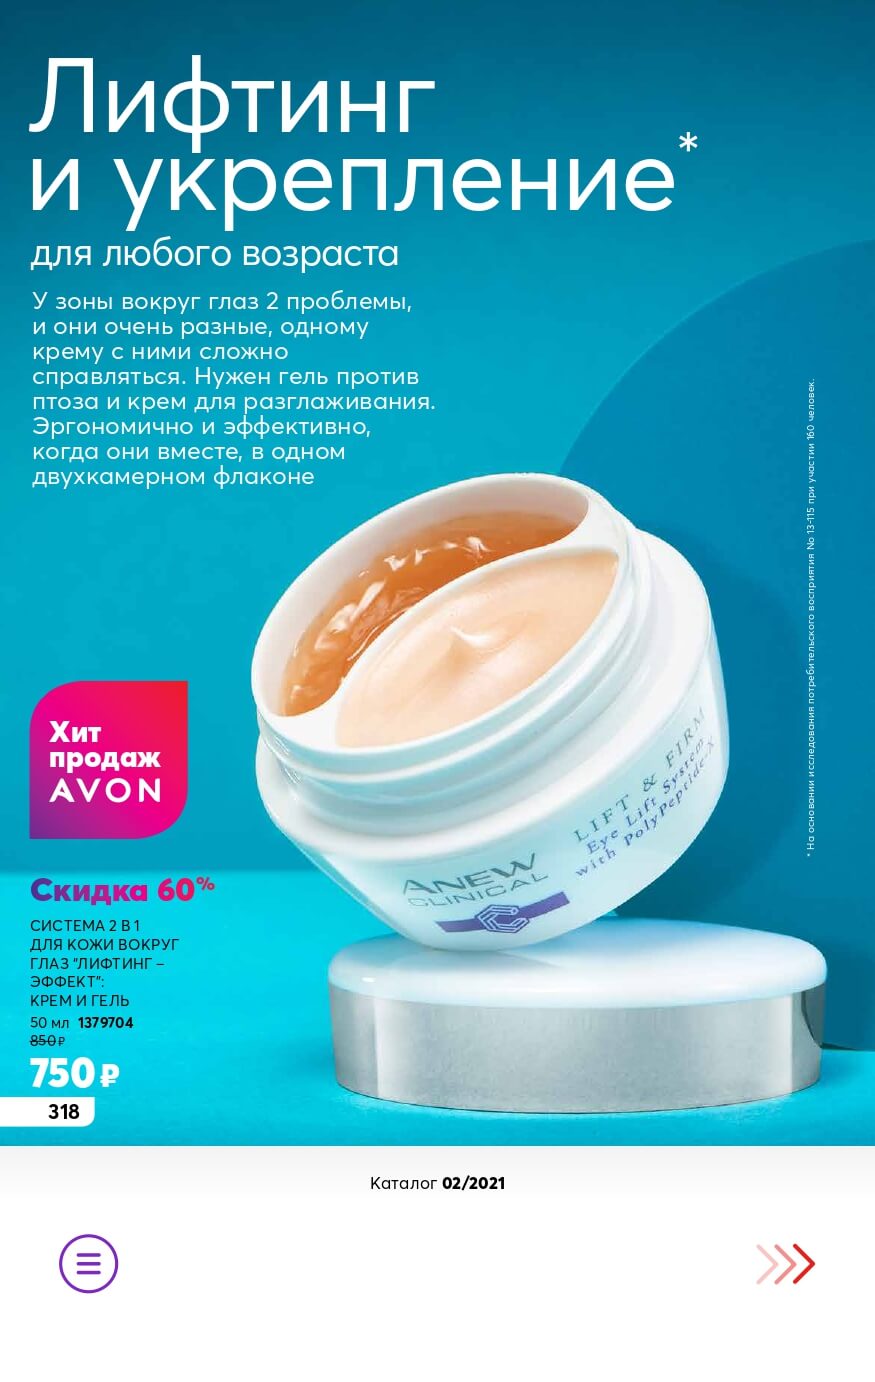 Лифтинг
и укрепление*
для любого возраста
У зоны вокруг глаз 2 проблемы,
и они очень разные, одному
крему с ними сложно
справляться. Нужен гель против
птоза и крем для разглаживания.
Эргономично и эффективно,
когда они вместе, в одном
двухкамерном флаконе
* На основании исследования потребительского восприятия No 13-115 при участии 160 человек.
LIFT & FIRM
Eye Lift System
with PolyPeptide-X
ANEW
CLINICAL
Хит
продаж
AVON
Скидка 60%
СИСТЕМА 2 В 1
ДЛЯ КОЖИ ВОКРУГ
ГЛАЗ "ЛИФТИНГ –
ЭФФЕКТ":
КРЕМ И ГЕЛЬ
50 мл 1379704
850 ₽
750 ₽
318
Каталог 02/2021